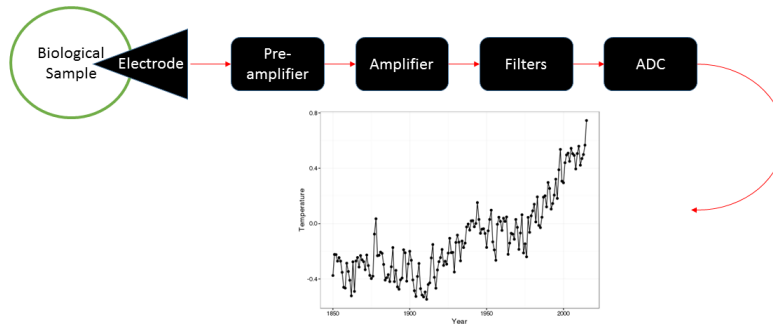 Biological
Sample
Electrode
Pre-
amplifier
Amplifier
Filters
ADC
0.8
0.4
0.0
-0.4
Temperature
1850
1900
1950
2000
Year